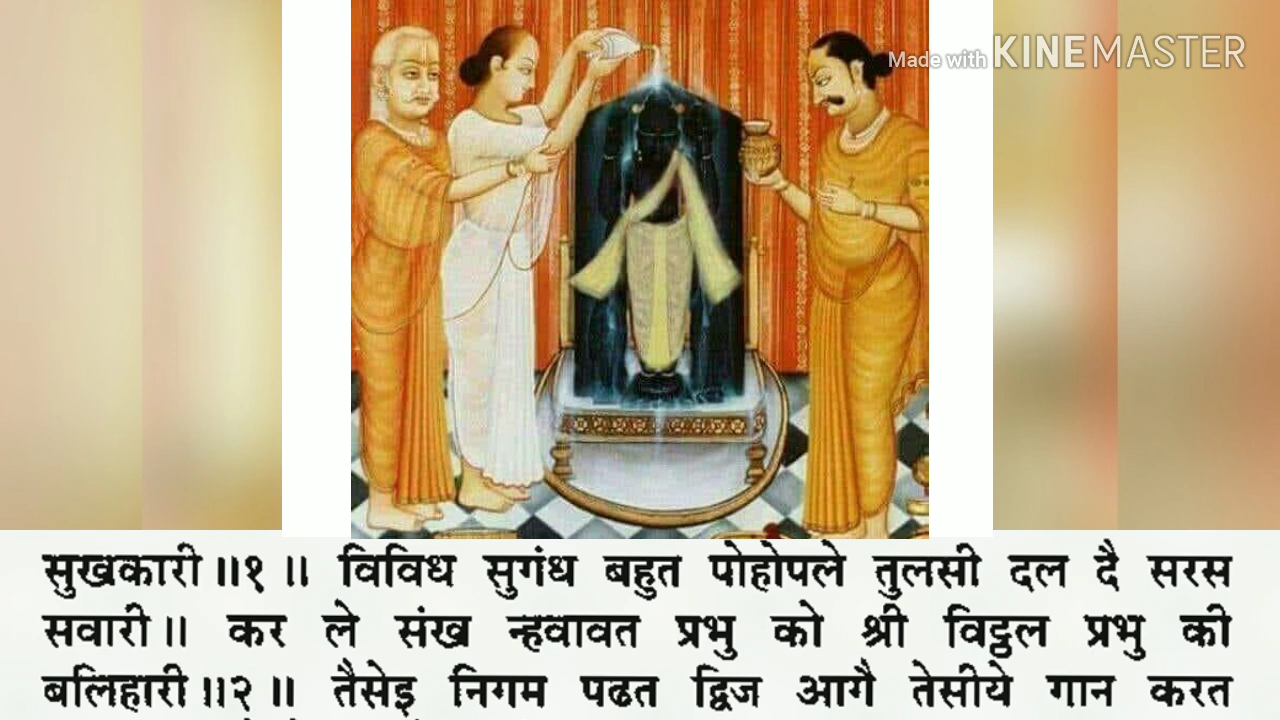 Made with KINEMASTER
सुखकारी ॥१ ॥ विविध सुगंध बहुत पोहोपले तुलसी दल दै सरस
सवारी ॥ कर ले संख न्हवावत प्रभु को श्री विठ्ठल प्रभु की
बलिहारी ॥२ ॥ तैसेइ निगम पढत द्विज आगै तेसीये गान करत